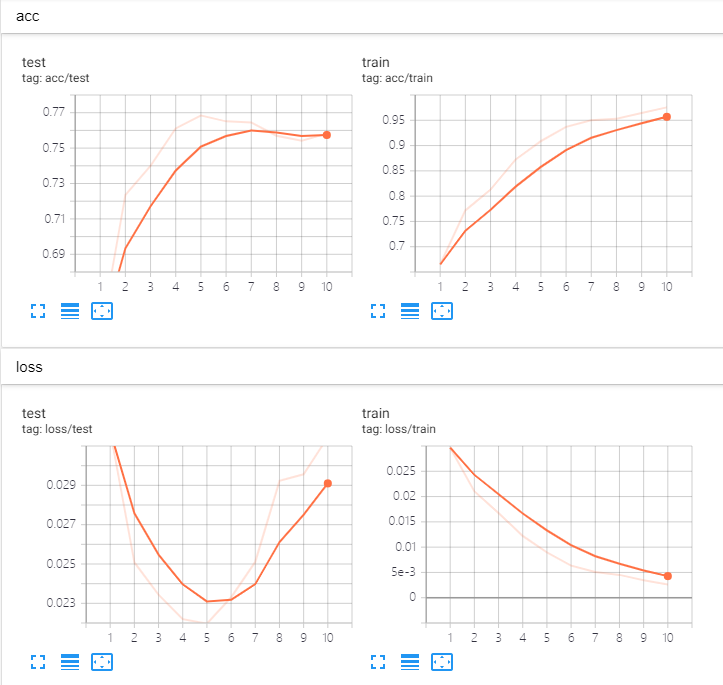 acc
test
tag: acc/test
0.77
0.75
0.73
0.71
0.69
1 2 3 4 5 6 7 8 9 10
train
tag: acc/train
0.95
0.9
0.85
0.8
0.75
0.7
1 2 3 4 5 6 7 8 9 10
loss
test
tag: loss/test
0.029
0.027
0.025
0.023
1 2 3 4 5 6 7 8 9 10
train
tag: loss/train
0.025
0.02
0.015
0.01
5e-3
0
1 2 3 4 5 6 7 8 9 10